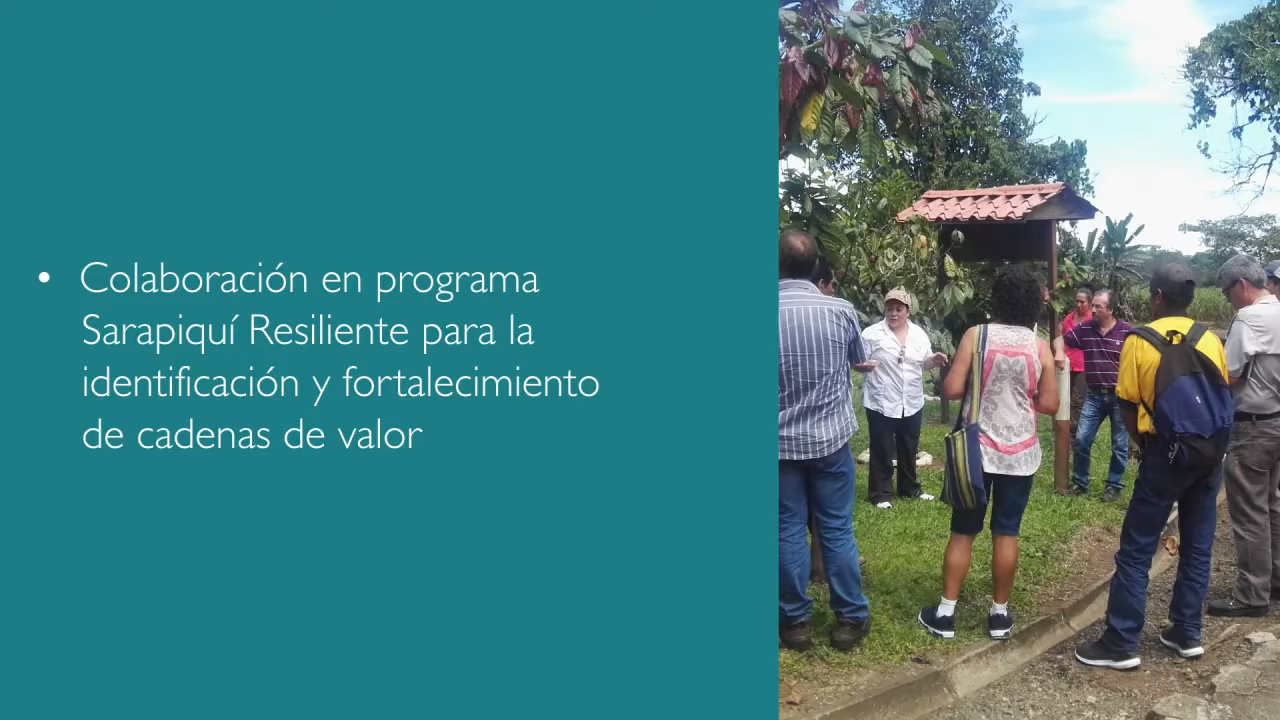 • Colaboración en programa
Sarapiquí Resiliente para la
identificación y fortalecimiento
de cadenas de valor